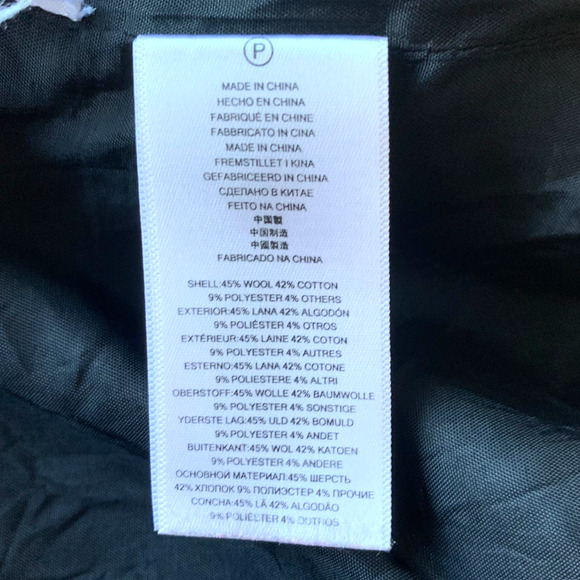 P
MADE IN CHINA
HECHO EN CHINA
FABRIQUÉ EN CHINE
FABBRICATO IN CINA
MADE IN CHINA
FREMSTILLET I KINA
GEFABRICEERD IN CHINA
СДЕЛАНО В КИТАЕ
FEITO NA CHINA
中国製
中国制造
中國製造
FABRICADO NA CHINA
SHELL:45% WOOL 42% COTTON
9% POLYESTER 4% OTHERS
EXTERIOR:45% LANA 42% ALGODÓN
9% POLIÉSTER 4% OTROS
EXTÉRIEUR:45% LAINE 42% COTON
9% POLYESTER 4% AUTRES
ESTERNO:45% LANA 42% COTONE
9% POLIESTERE 4% ALTRI
OBERSTOFF:45% WOLLE 42% BAUMWOLLE
9% POLYESTER 4% SONSTIGE
YDERSTE LAG:45% ULD 42% BOMULD
9% POLYESTER 4% ANDET
BUITENKANT:45% WOL 42% KATOEN
9% POLYESTER 4% ANDERE
ОСНОВНОЙ МАТЕРИАЛ:45% ШЕРСТЬ
42% ХЛОПОК 9% ПОЛИЭСТЕР 4% ПРОЧИЕ
CONCHA:45% LÃ 42% ALGODÃO
9% POLIÉLTER 4% OUTROS